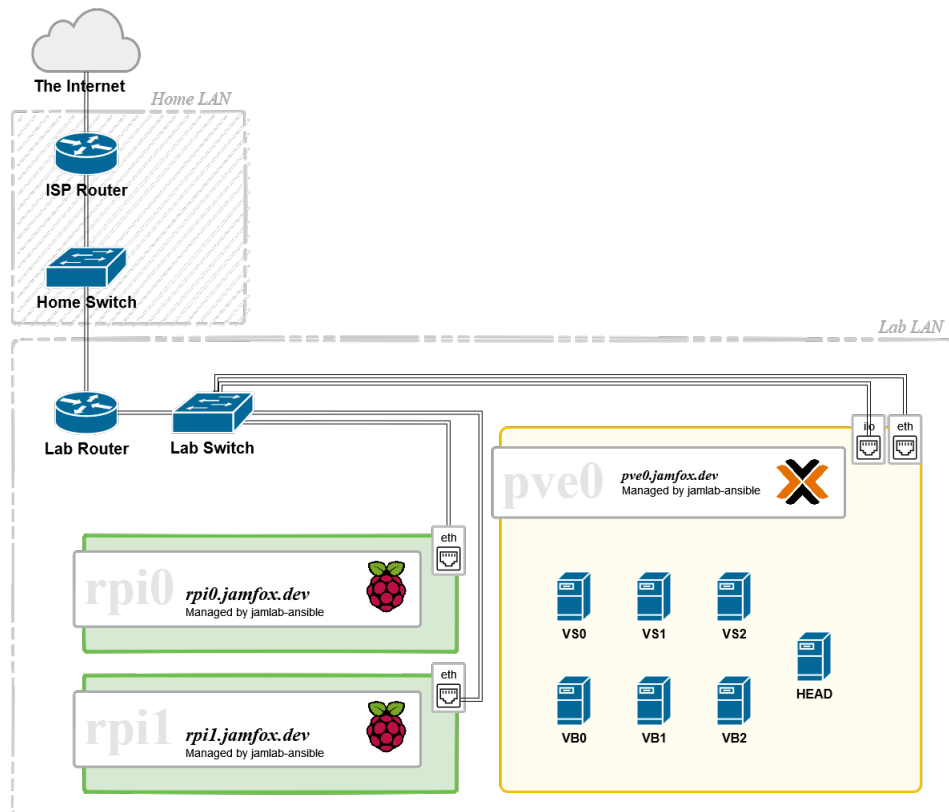 The Internet
Home LAN
ISP Router
Home Switch
Lab LAN
Lab Router
Lab Switch
ilo
eth
pve0
pve0.jamfox.dev
Managed by jamlab-ansible
eth
rpi0
rpi0.jamfox.dev
Managed by jamlab-ansible
VS0
VS1
VS2
HEAD
eth
rpi1
rpi1.jamfox.dev
Managed by jamlab-ansible
VB0
VB1
VB2